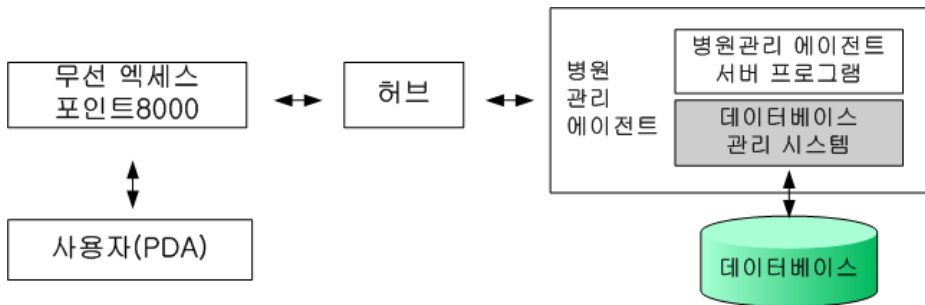 무선 엑세스
포인트8000
허브
병원
관리
에이전트
병원관리 에이전트
서버 프로그램
데이터베이스
관리 시스템
사용자(PDA)
데이터베이스